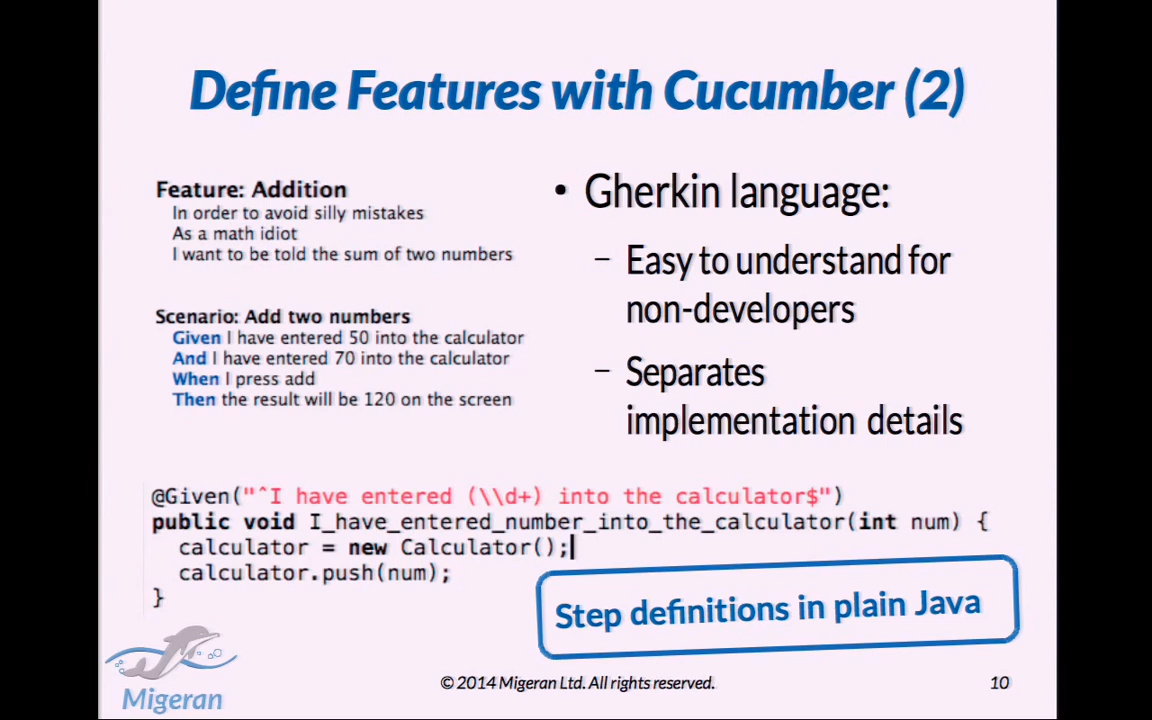 Define Features with Cucumber (2)
Feature: Addition
In order to avoid silly mistakes
As a math idiot
I want to be told the sum of two numbers
Scenario: Add two numbers
Given I have entered 50 into the calculator
And I have entered 70 into the calculator
When I press add
Then the result will be 120 on the screen
• Gherkin language:
– Easy to understand for
non-developers
– Separates
implementation details
@Given("^I have entered (\\d+) into the calculator$")
public void I_have_entered_number_into_the_calculator(int num) {
calculator = new Calculator();
calculator.push(num);
}
Step definitions in plain Java
Migeran
© 2014 Migeran Ltd. All rights reserved.
10